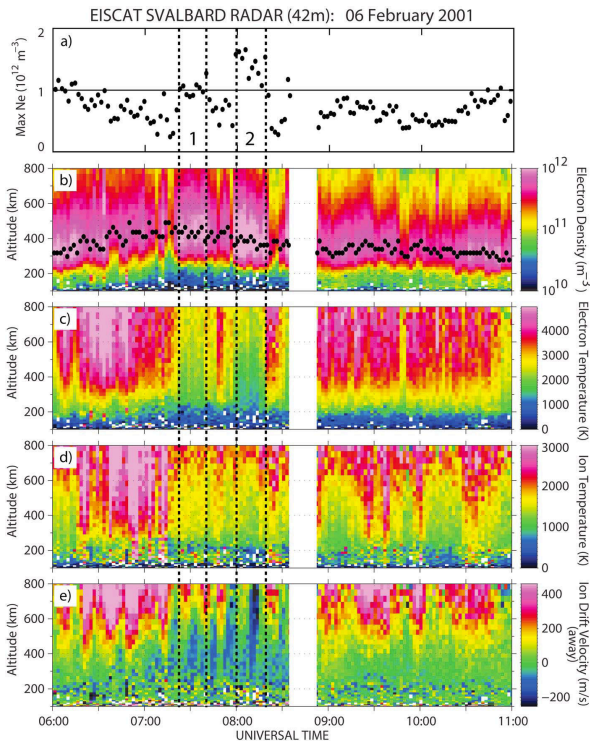 EISCAT SVALBARD RADAR (42m): 06 February 2001
a)
Max Ne (10^12 m^-3)
2
1
0
1
2
b)
Altitude (km)
800
600
400
200
10^12
10^11
10^10
Electron Density (m^-3)
c)
Altitude (km)
800
600
400
200
4000
3000
2000
1000
0
Electron Temperature (K)
d)
Altitude (km)
800
600
400
200
3000
2000
1000
0
Ion Temperature (K)
e)
Altitude (km)
800
600
400
200
400
200
0
-200
Ion Drift Velocity (m/s) (away)
06:00 07:00 08:00 09:00 10:00 11:00
UNIVERSAL TIME